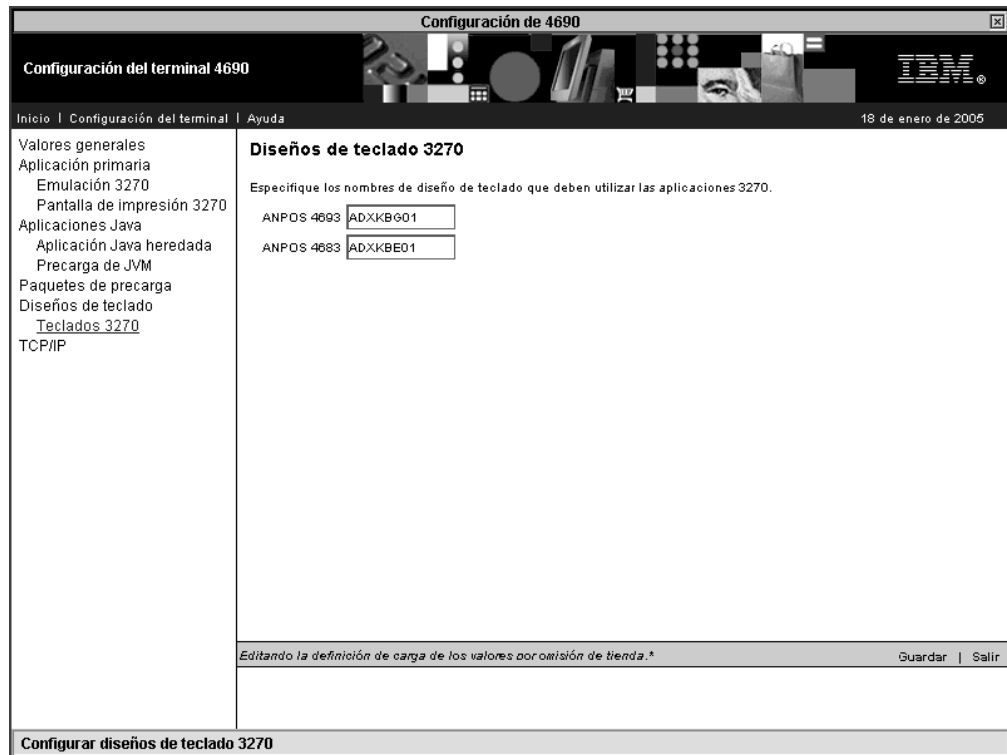 Configuración de 4690
Configuración del terminal 4690
IBM®
Inicio | Configuración del terminal | Ayuda
18 de enero de 2005
Valores generales
Aplicación primaria
Emulación 3270
Pantalla de impresión 3270
Aplicaciones Java
Aplicación Java heredada
Precarga de JVM
Paquetes de precarga
Diseños de teclado
Teclados 3270
TCP/IP
Diseños de teclado 3270
Especifique los nombres de diseño de teclado que deben utilizar las aplicaciones 3270.
ANPOS 4693 ADXKBG01
ANPOS 4683 ADXKBE01
Editando la definición de carga de los valores por omisión de tienda.*
Guardar | Salir
Configurar diseños de teclado 3270